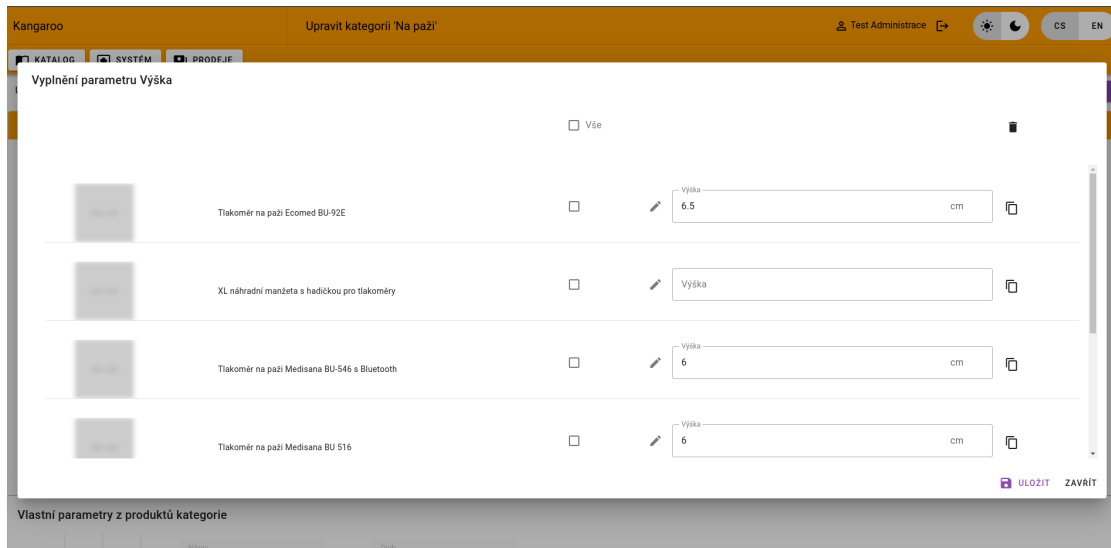 Kangaroo
Upravit kategorii 'Na paži'
Test Administrace
CS
EN
KATALOG
SYSTÉM
PRODEJE
Vyplnění parametru Výška
Vše
Výška
Tlakoměr na paži Ecomed BU-92E
6.5
cm
XL náhradní manžeta s hadičkou pro tlakoměry
Výška
Výška
Tlakoměr na paži Medisana BU-546 s Bluetooth
6
cm
Výška
Tlakoměr na paži Medisana BU 516
6
cm
ULOŽIT
ZAVŘÍT
Vlastní parametry z produktů kategorie